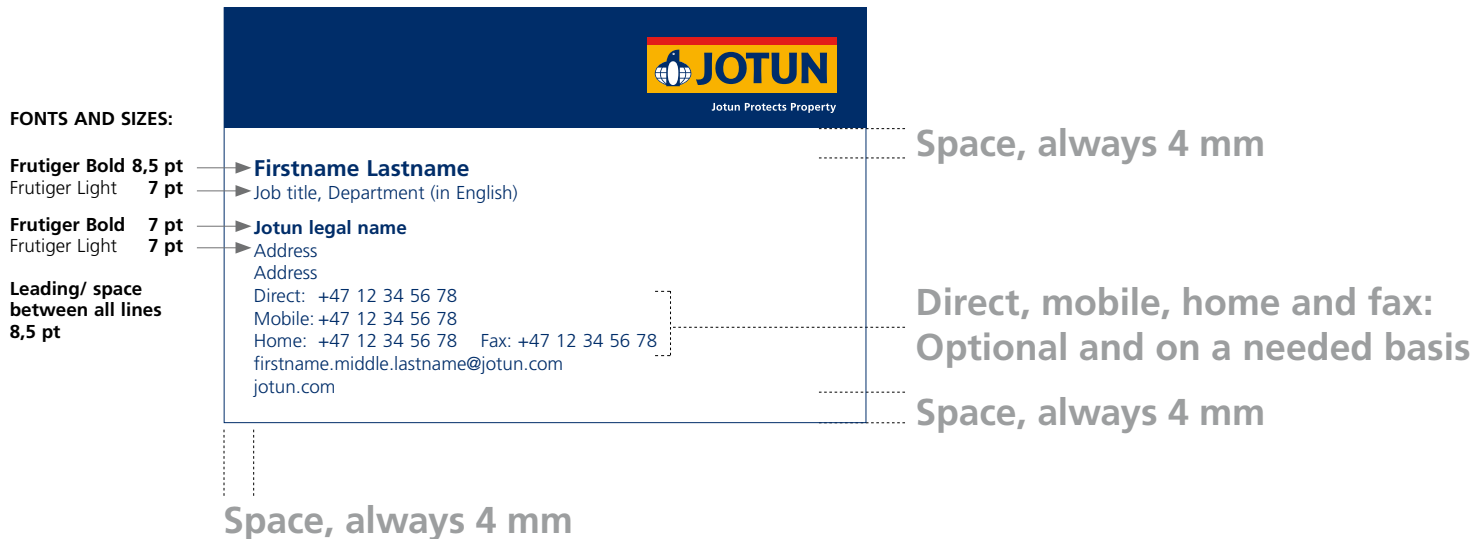 JOTUN
Jotun Protects Property
FONTS AND SIZES:
Space, always 4 mm
Frutiger Bold 8,5 pt
Firstname Lastname
Frutiger Light 7 pt
Job title, Department (in English)
Frutiger Bold 7 pt
Jotun legal name
Frutiger Light 7 pt
Address
Address
Leading/ space
between all lines
8,5 pt
Direct: +47 12 34 56 78
Mobile: +47 12 34 56 78
Home: +47 12 34 56 78 Fax: +47 12 34 56 78
firstname.middle.lastname@jotun.com
jotun.com
Direct, mobile, home and fax:
Optional and on a needed basis
Space, always 4 mm
Space, always 4 mm